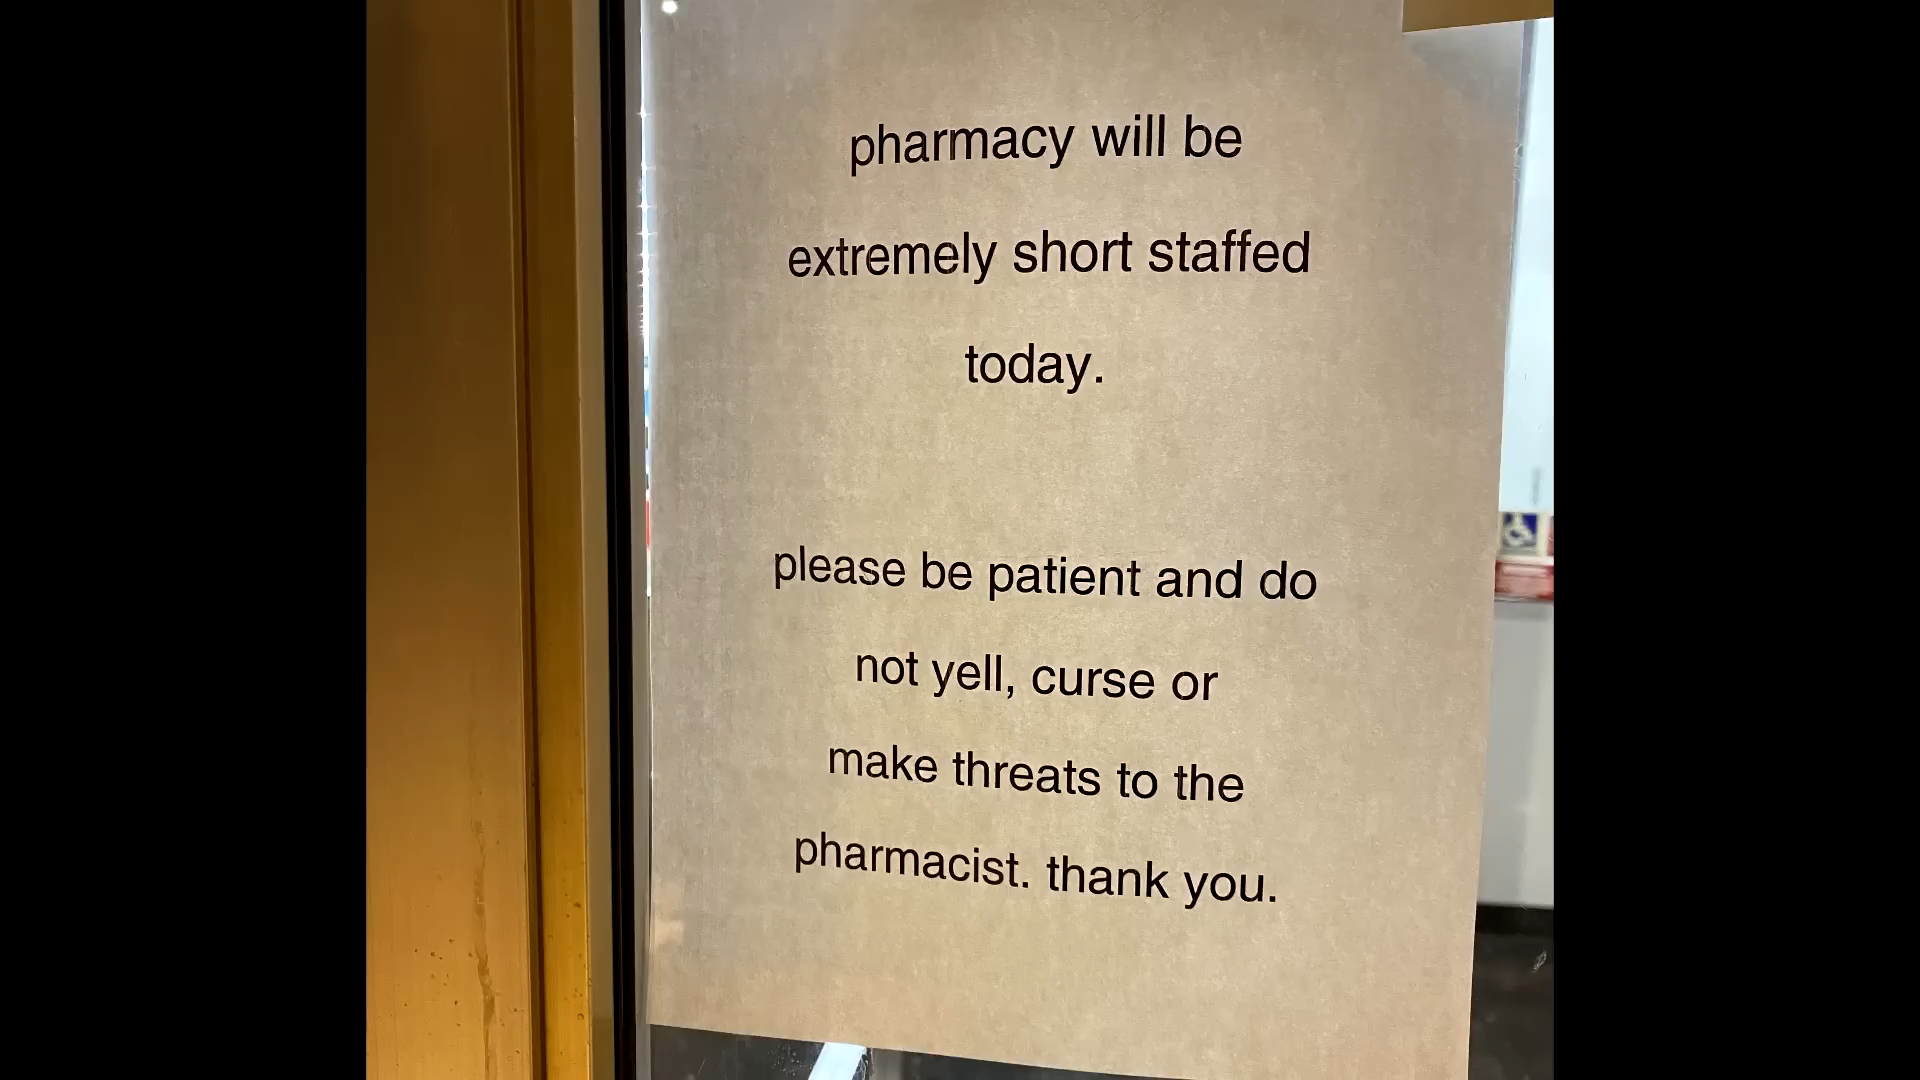 pharmacy will be
extremely short staffed
today.
please be patient and do
not yell, curse or
make threats to the
pharmacist. thank you.